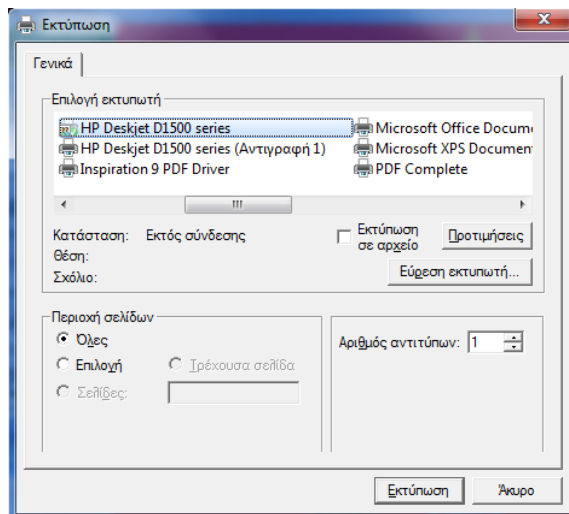 Εκτύπωση
Γενικά
Επιλογή εκτυπωτή
HP Deskjet D1500 series
Microsoft Office Docum
HP Deskjet D1500 series (Αντιγραφή 1)
Microsoft XPS Documen
Inspiration 9 PDF Driver
PDF Complete
Κατάσταση: Εκτός σύνδεσης
Εκτύπωση σε αρχείο
Προτιμήσεις
Θέση:
Σχόλιο:
Εύρεση εκτυπωτή...
Περιοχή σελίδων
Όλες
Επιλογή
Τρέχουσα σελίδα
Σελίδες:
Αριθμός αντιτύπων: 1
Εκτύπωση
Άκυρο